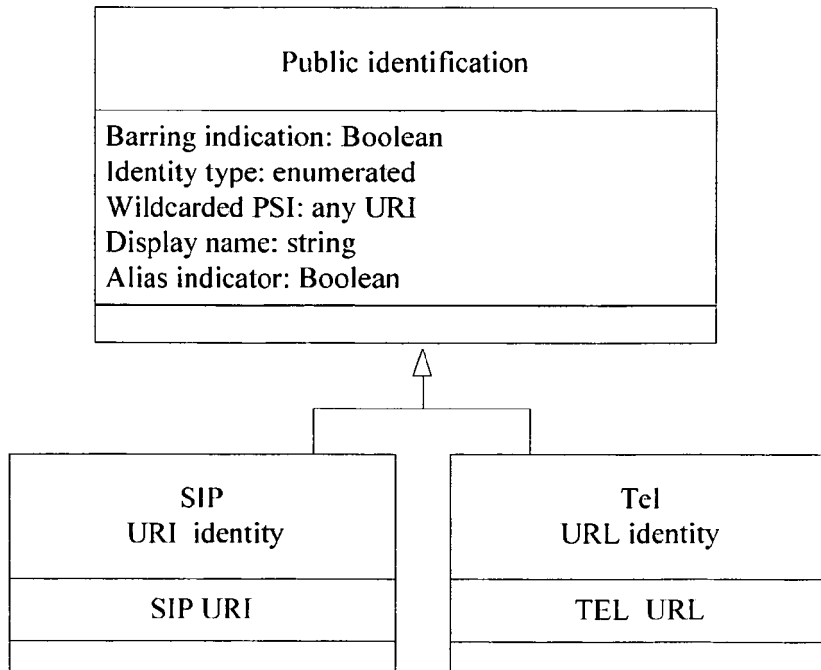 Public identification
Barring indication: Boolean
Identity type: enumerated
Wildcarded PSI: any URI
Display name: string
Alias indicator: Boolean
SIP
URI identity
SIP URI
Tel
URL identity
TEL URL